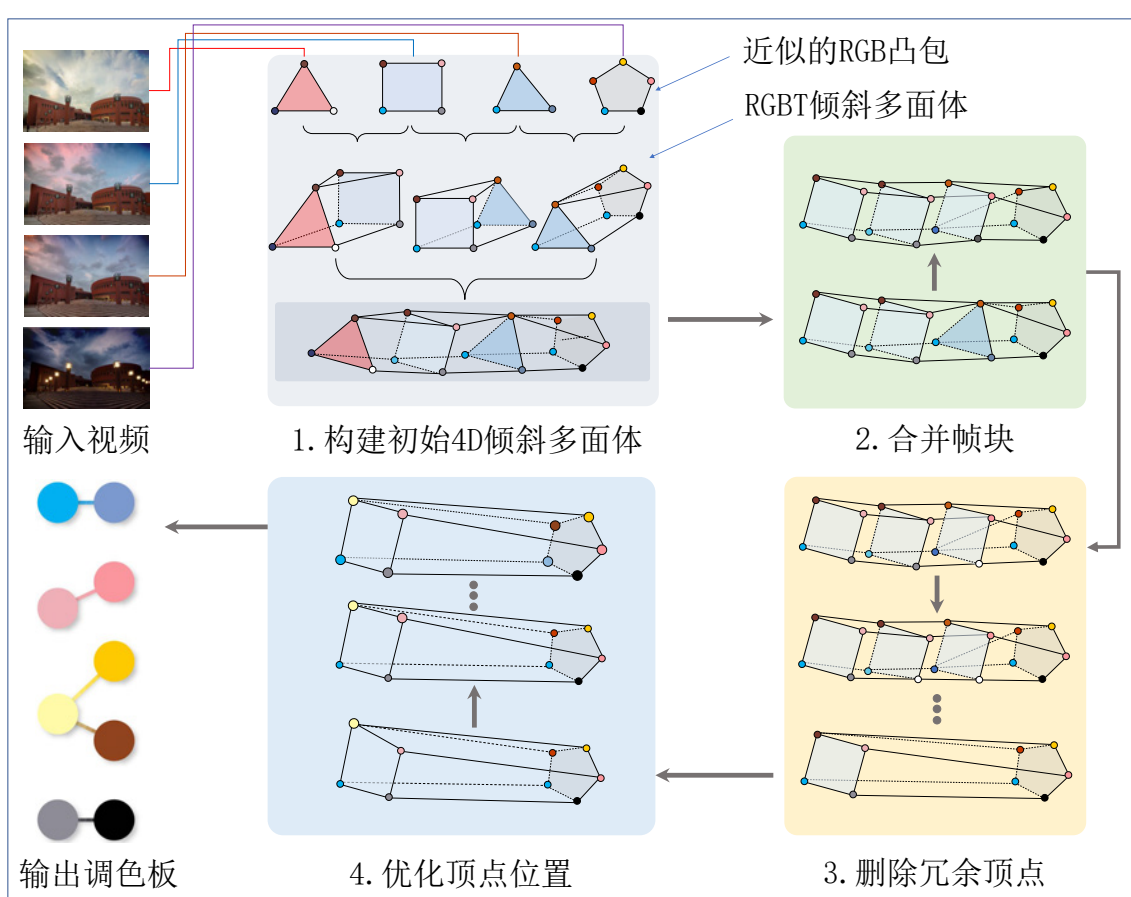 近似的RGB凸包
RGBT倾斜多面体
输入视频
1.构建初始4D倾斜多面体
2.合并帧块
输出调色板
4.优化顶点位置
3.删除冗余顶点